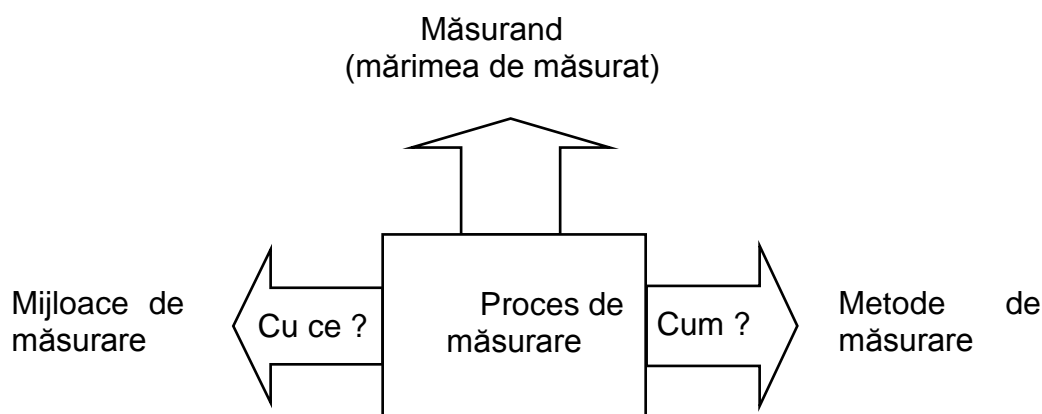 Măsurand
(mărimea de măsurat)
Mijloace de
măsurare
Cu ce ?
Proces de
măsurare
Cum ?
Metode de
măsurare